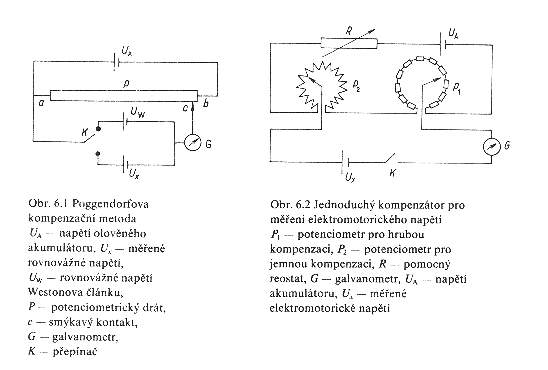 U_A
P
a
c
b
K
U_W
G
U_x
R
U_A
P_2
P_1
G
U_x
K
Obr. 6.1 Poggendorfova
kompenzační metoda
U_A — napětí olověného
akumulátoru, U_x — měřené
rovnovážné napětí,
U_W — rovnovážné napětí
Westonova článku,
P — potenciometrický drát,
c — smýkavý kontakt,
G — galvanometr,
K — přepínač
Obr. 6.2 Jednoduchý kompenzátor pro
měření elektromotorického napětí
P_1 — potenciometr pro hrubou
kompenzaci, P_2 — potenciometr pro
jemnou kompenzaci, R — pomocný
reostat, G — galvanometr, U_A — napětí
akumulátoru, U_x — měřené
elektromotorické napětí